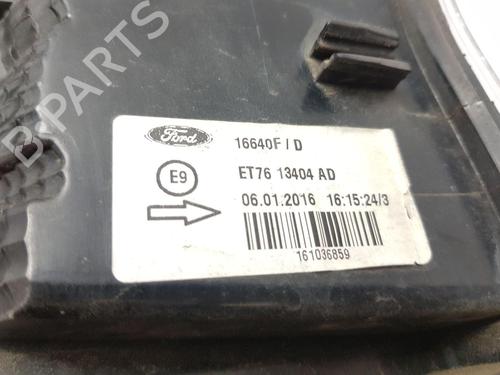 Ford
16640F / D
E9
ET76 13404 AD
06.01.2016 16:15:24/3
161036859
B-PARTS